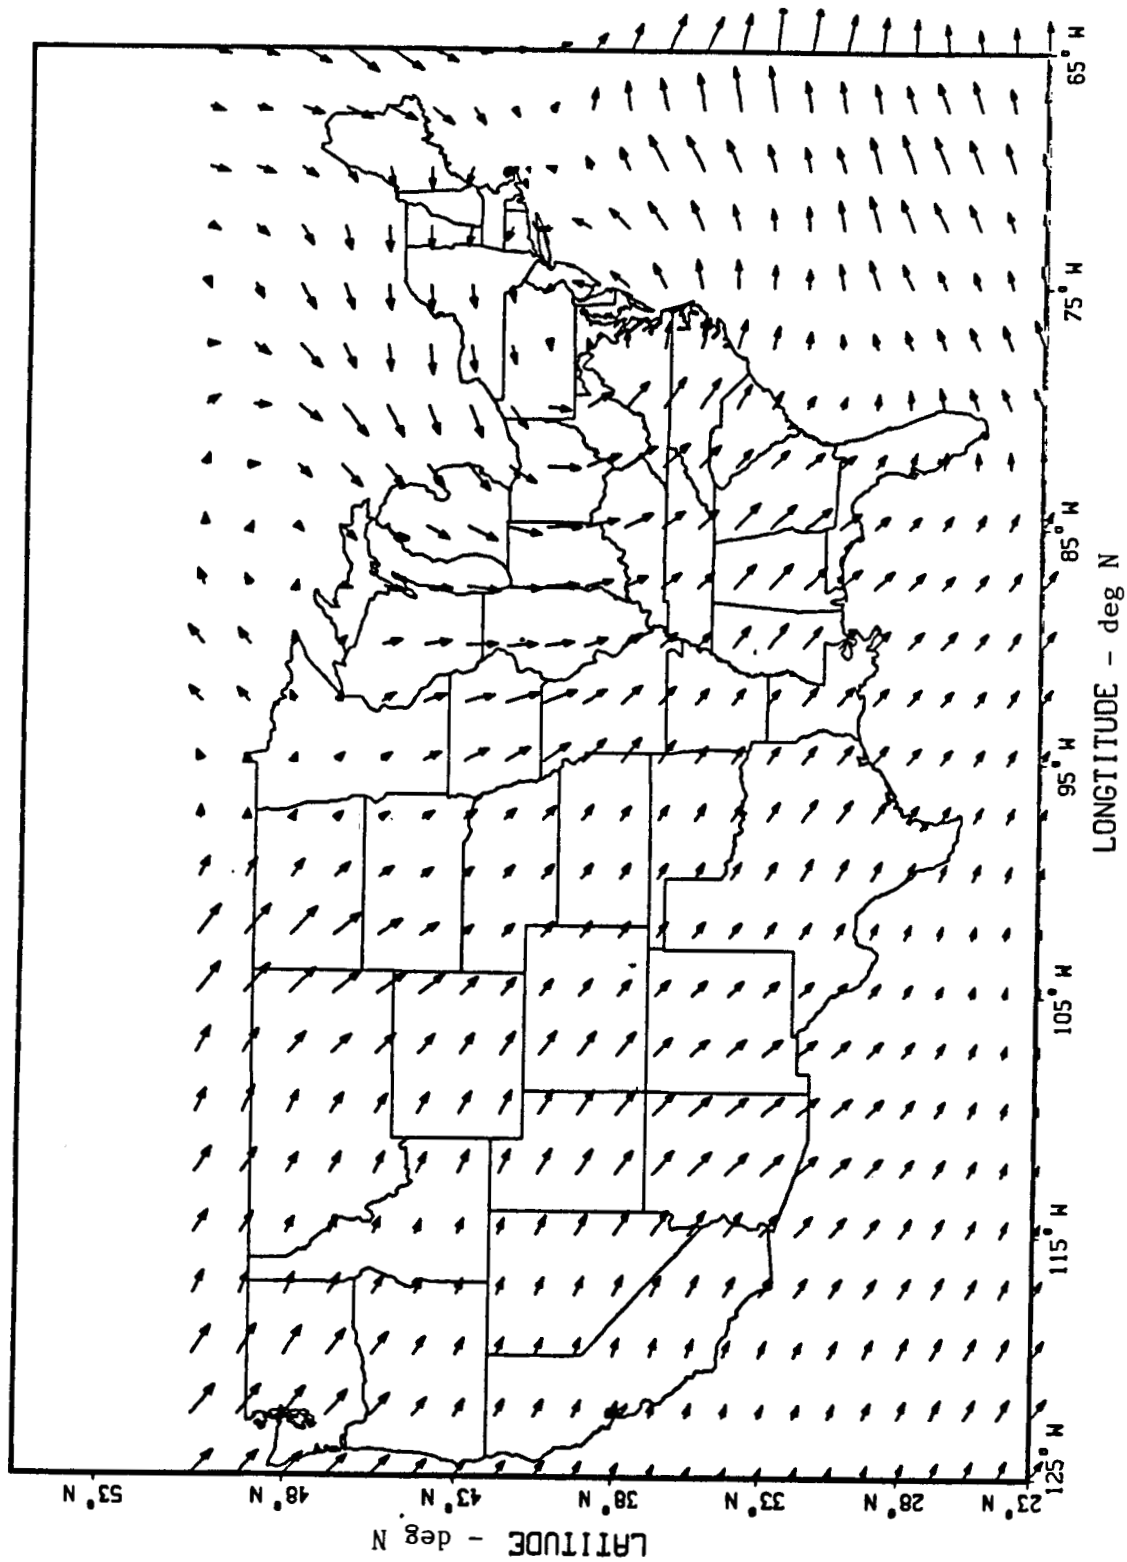 53° N
48° N
43° N
38° N
33° N
28° N
23° N
LATITUDE - deg N
125° W
115° W
105° W
95° W
85° W
75° W
65° W
LONGTITUDE - deg N